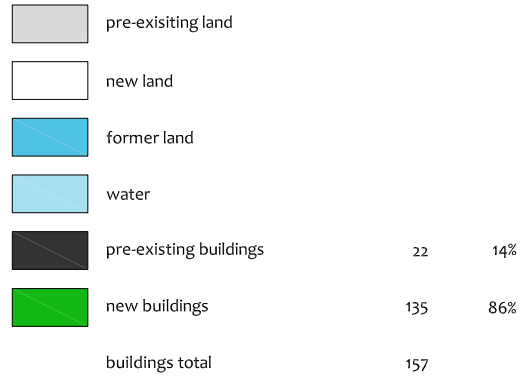 pre-exisiting land
new land
former land
water
pre-existing buildings 22 14%
new buildings 135 86%
buildings total 157